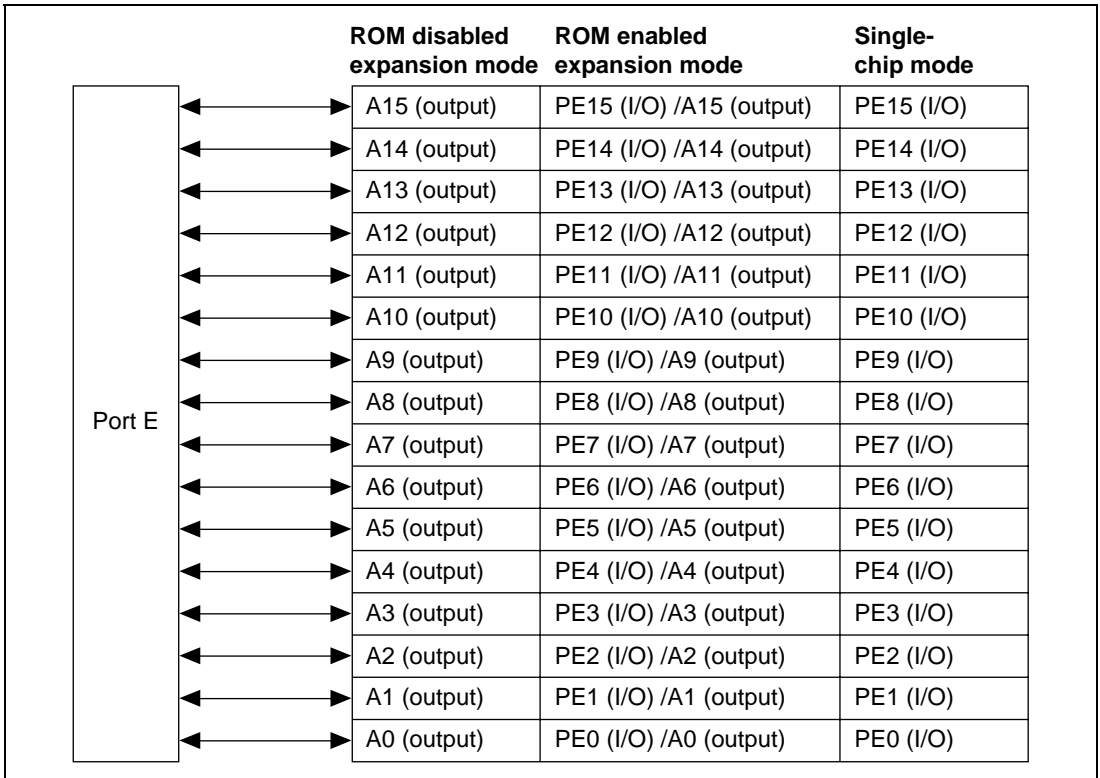 ROM disabled expansion mode ROM enabled expansion mode Single-chip mode
A15 (output) PE15 (I/O) /A15 (output) PE15 (I/O)
A14 (output) PE14 (I/O) /A14 (output) PE14 (I/O)
A13 (output) PE13 (I/O) /A13 (output) PE13 (I/O)
A12 (output) PE12 (I/O) /A12 (output) PE12 (I/O)
A11 (output) PE11 (I/O) /A11 (output) PE11 (I/O)
A10 (output) PE10 (I/O) /A10 (output) PE10 (I/O)
A9 (output) PE9 (I/O) /A9 (output) PE9 (I/O)
A8 (output) PE8 (I/O) /A8 (output) PE8 (I/O)
Port E
A7 (output) PE7 (I/O) /A7 (output) PE7 (I/O)
A6 (output) PE6 (I/O) /A6 (output) PE6 (I/O)
A5 (output) PE5 (I/O) /A5 (output) PE5 (I/O)
A4 (output) PE4 (I/O) /A4 (output) PE4 (I/O)
A3 (output) PE3 (I/O) /A3 (output) PE3 (I/O)
A2 (output) PE2 (I/O) /A2 (output) PE2 (I/O)
A1 (output) PE1 (I/O) /A1 (output) PE1 (I/O)
A0 (output) PE0 (I/O) /A0 (output) PE0 (I/O)